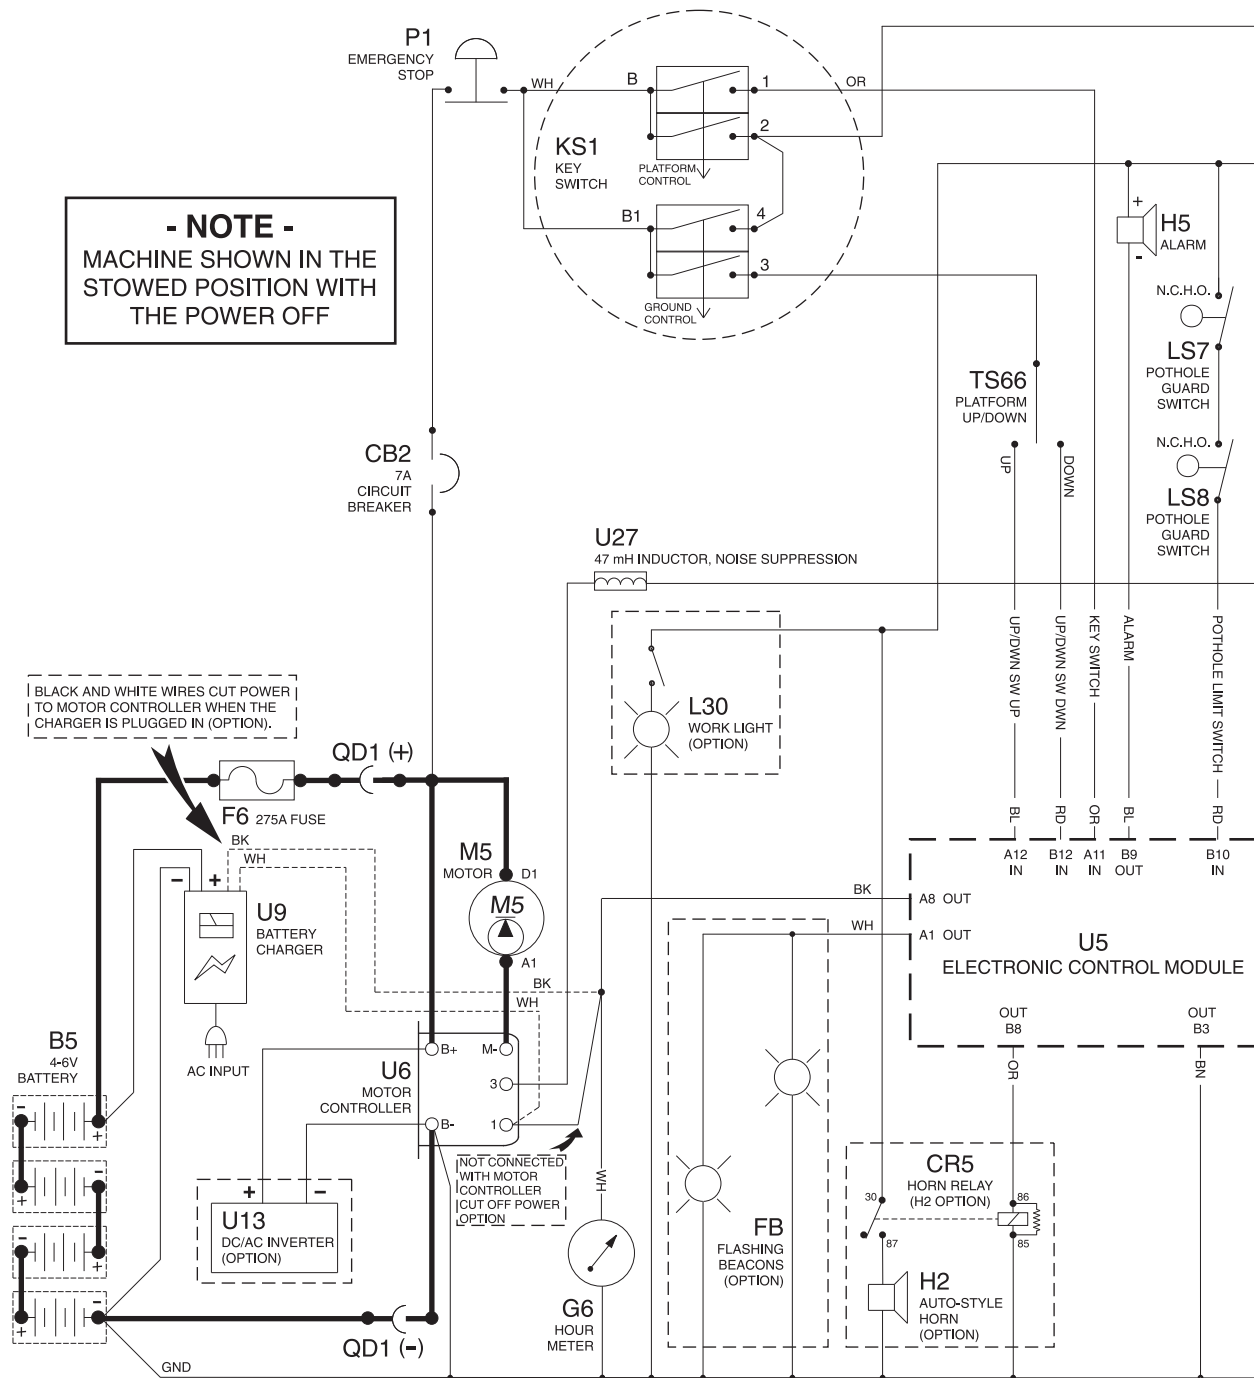 P1
EMERGENCY
STOP
WH
B
1
OR
2
KS1
KEY
SWITCH
PLATFORM
CONTROL
B1
4
3
GROUND
CONTROL
- NOTE -
MACHINE SHOWN IN THE
STOWED POSITION WITH
THE POWER OFF
+
H5
ALARM
-
N.C.H.O.
LS7
POTHOLE
GUARD
SWITCH
TS66
PLATFORM
UP/DOWN
UP
DOWN
N.C.H.O.
LS8
POTHOLE
GUARD
SWITCH
CB2
7A
CIRCUIT
BREAKER
U27
47 mH INDUCTOR, NOISE SUPPRESSION
UP/DWN SW UP
UP/DWN SW DWN
KEY SWITCH
ALARM
POTHOLE LIMIT SWITCH
L30
WORK LIGHT
(OPTION)
BLACK AND WHITE WIRES CUT POWER
TO MOTOR CONTROLLER WHEN THE
CHARGER IS PLUGGED IN (OPTION).
QD1 (+)
F6 275A FUSE
BK
WH
- +
U9
BATTERY
CHARGER
AC INPUT
M5
MOTOR
D1
M5
A1
BK
WH
BL
RD
OR
BL
RD
A12
IN
B12
IN
A11
IN
B9
OUT
B10
IN
BK
A8 OUT
WH
A1 OUT
U5
ELECTRONIC CONTROL MODULE
OUT
B8
OUT
B3
OR
BN
B5
4-6V
BATTERY
-
+
-
+
-
+
-
+
U6
MOTOR
CONTROLLER
B+
M-
3
B-
1
NOT CONNECTED
WITH MOTOR
CONTROLLER
CUT OFF POWER
OPTION
+ -
U13
DC/AC INVERTER
(OPTION)
WH
G6
HOUR
METER
FB
FLASHING
BEACONS
(OPTION)
CR5
HORN RELAY
(H2 OPTION)
30
87
86
85
H2
AUTO-STYLE
HORN
(OPTION)
QD1 (-)
GND